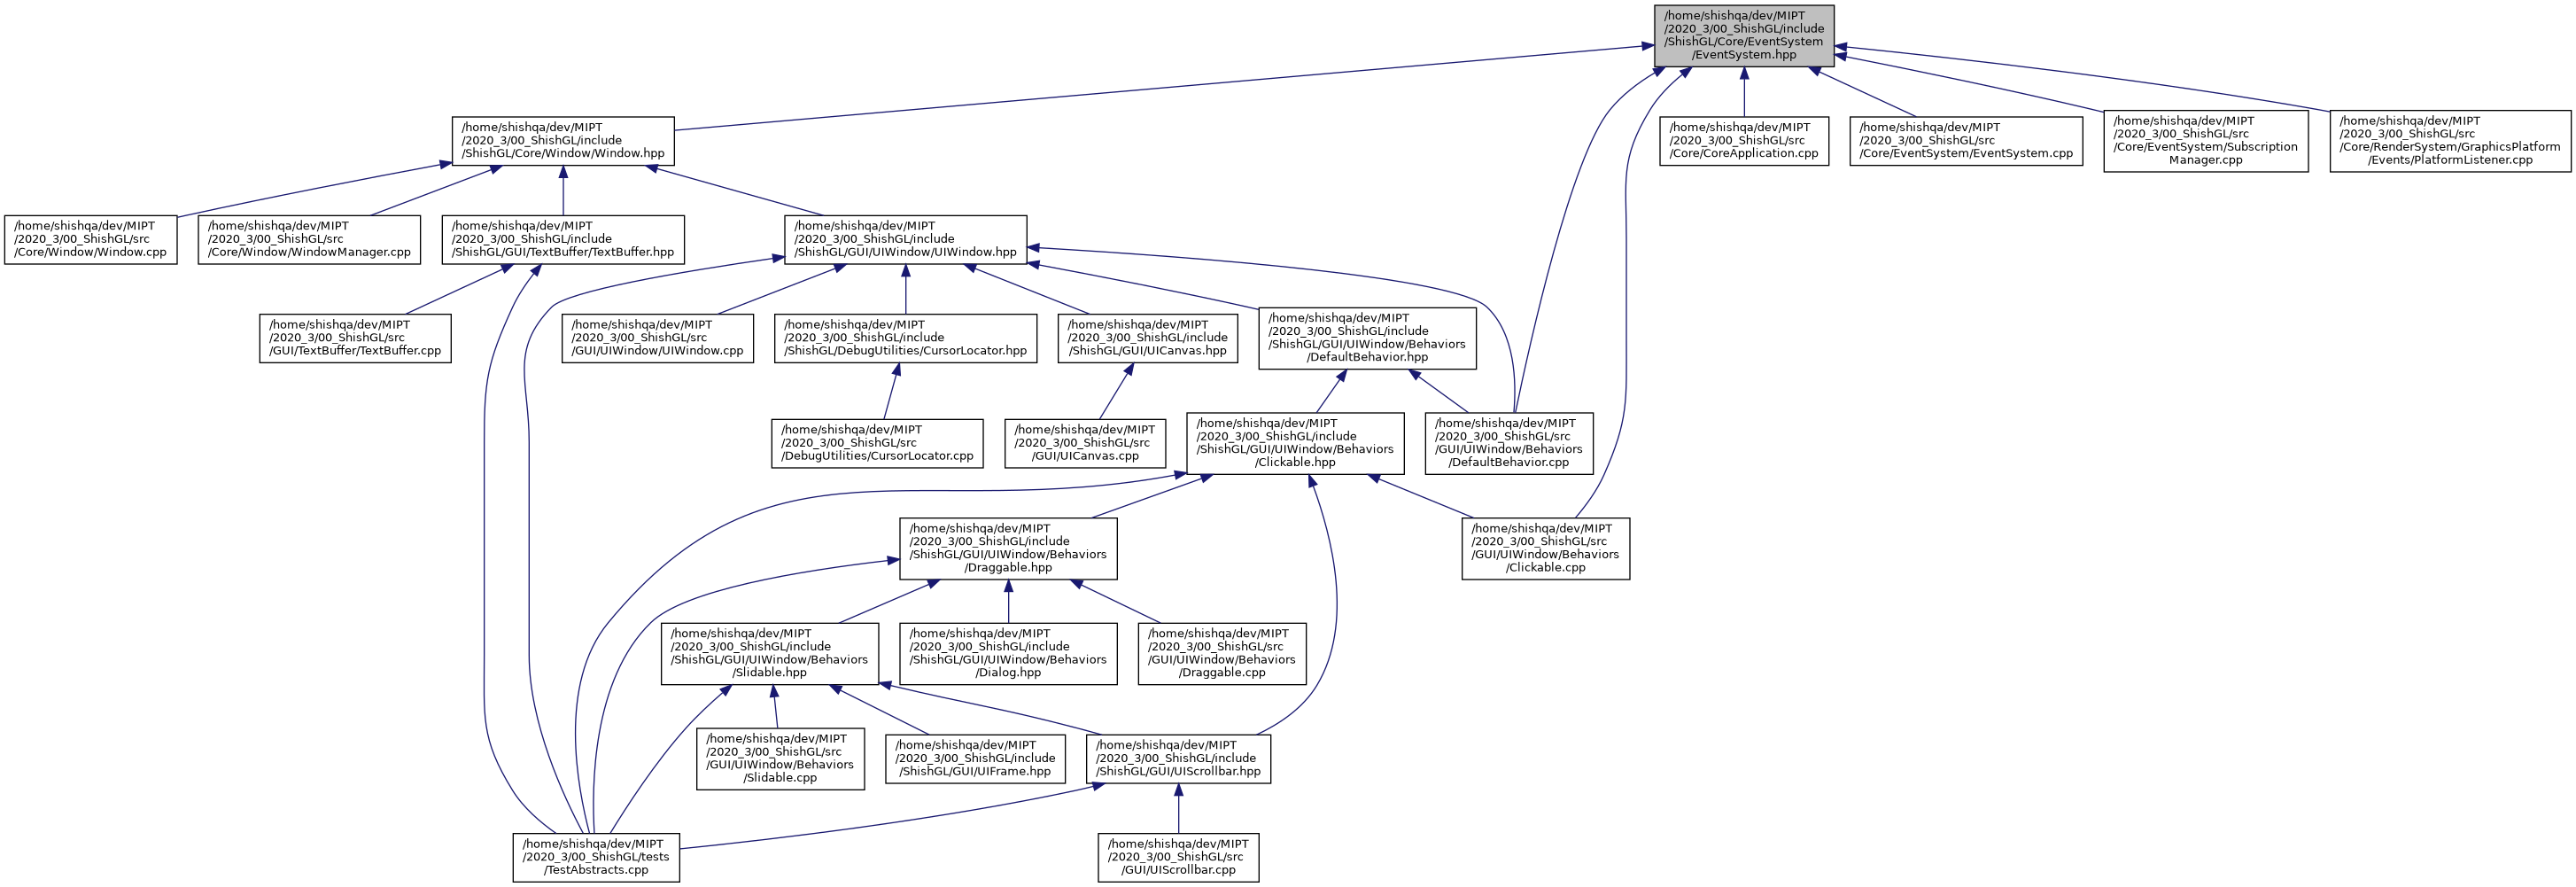 /home/shishqa/dev/MIPT
/2020_3/00_ShishGL/include
/ShishGL/Core/EventSystem
/EventSystem.hpp
/home/shishqa/dev/MIPT
/2020_3/00_ShishGL/include
/ShishGL/Core/Window/Window.hpp
/home/shishqa/dev/MIPT
/2020_3/00_ShishGL/src
/Core/CoreApplication.cpp
/home/shishqa/dev/MIPT
/2020_3/00_ShishGL/src
/Core/EventSystem/EventSystem.cpp
/home/shishqa/dev/MIPT
/2020_3/00_ShishGL/src
/Core/EventSystem/Subscription
Manager.cpp
/home/shishqa/dev/MIPT
/2020_3/00_ShishGL/src
/Core/RenderSystem/GraphicsPlatform
/Events/PlatformListener.cpp
/home/shishqa/dev/MIPT
/2020_3/00_ShishGL/src
/Core/Window/Window.cpp
/home/shishqa/dev/MIPT
/2020_3/00_ShishGL/src
/Core/Window/WindowManager.cpp
/home/shishqa/dev/MIPT
/2020_3/00_ShishGL/include
/ShishGL/GUI/TextBuffer/TextBuffer.hpp
/home/shishqa/dev/MIPT
/2020_3/00_ShishGL/include
/ShishGL/GUI/UIWindow/UIWindow.hpp
/home/shishqa/dev/MIPT
/2020_3/00_ShishGL/src
/GUI/TextBuffer/TextBuffer.cpp
/home/shishqa/dev/MIPT
/2020_3/00_ShishGL/src
/GUI/UIWindow/UIWindow.cpp
/home/shishqa/dev/MIPT
/2020_3/00_ShishGL/include
/ShishGL/DebugUtilities/CursorLocator.hpp
/home/shishqa/dev/MIPT
/2020_3/00_ShishGL/include
/ShishGL/GUI/UICanvas.hpp
/home/shishqa/dev/MIPT
/2020_3/00_ShishGL/include
/ShishGL/GUI/UIWindow/Behaviors
/DefaultBehavior.hpp
/home/shishqa/dev/MIPT
/2020_3/00_ShishGL/src
/DebugUtilities/CursorLocator.cpp
/home/shishqa/dev/MIPT
/2020_3/00_ShishGL/src
/GUI/UICanvas.cpp
/home/shishqa/dev/MIPT
/2020_3/00_ShishGL/include
/ShishGL/GUI/UIWindow/Behaviors
/Clickable.hpp
/home/shishqa/dev/MIPT
/2020_3/00_ShishGL/src
/GUI/UIWindow/Behaviors
/DefaultBehavior.cpp
/home/shishqa/dev/MIPT
/2020_3/00_ShishGL/include
/ShishGL/GUI/UIWindow/Behaviors
/Draggable.hpp
/home/shishqa/dev/MIPT
/2020_3/00_ShishGL/src
/GUI/UIWindow/Behaviors
/Clickable.cpp
/home/shishqa/dev/MIPT
/2020_3/00_ShishGL/include
/ShishGL/GUI/UIWindow/Behaviors
/Slidable.hpp
/home/shishqa/dev/MIPT
/2020_3/00_ShishGL/include
/ShishGL/GUI/UIWindow/Behaviors
/Dialog.hpp
/home/shishqa/dev/MIPT
/2020_3/00_ShishGL/src
/GUI/UIWindow/Behaviors
/Draggable.cpp
/home/shishqa/dev/MIPT
/2020_3/00_ShishGL/src
/GUI/UIWindow/Behaviors
/Slidable.cpp
/home/shishqa/dev/MIPT
/2020_3/00_ShishGL/include
/ShishGL/GUI/UIFrame.hpp
/home/shishqa/dev/MIPT
/2020_3/00_ShishGL/include
/ShishGL/GUI/UIScrollbar.hpp
/home/shishqa/dev/MIPT
/2020_3/00_ShishGL/tests
/TestAbstracts.cpp
/home/shishqa/dev/MIPT
/2020_3/00_ShishGL/src
/GUI/UIScrollbar.cpp